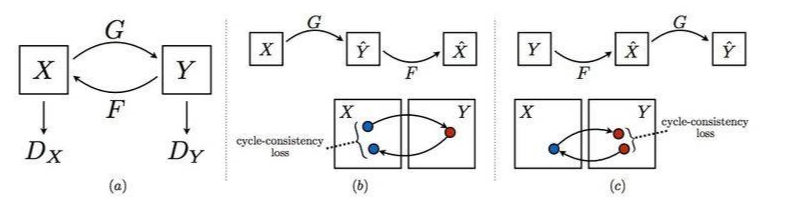 G
X
Y
F
D_X
D_Y
(a)
G
X
Ŷ
X̂
F
X
Y
cycle-consistency
loss
(b)
G
Y
X̂
Ŷ
F
X
Y
cycle-consistency
loss
(c)